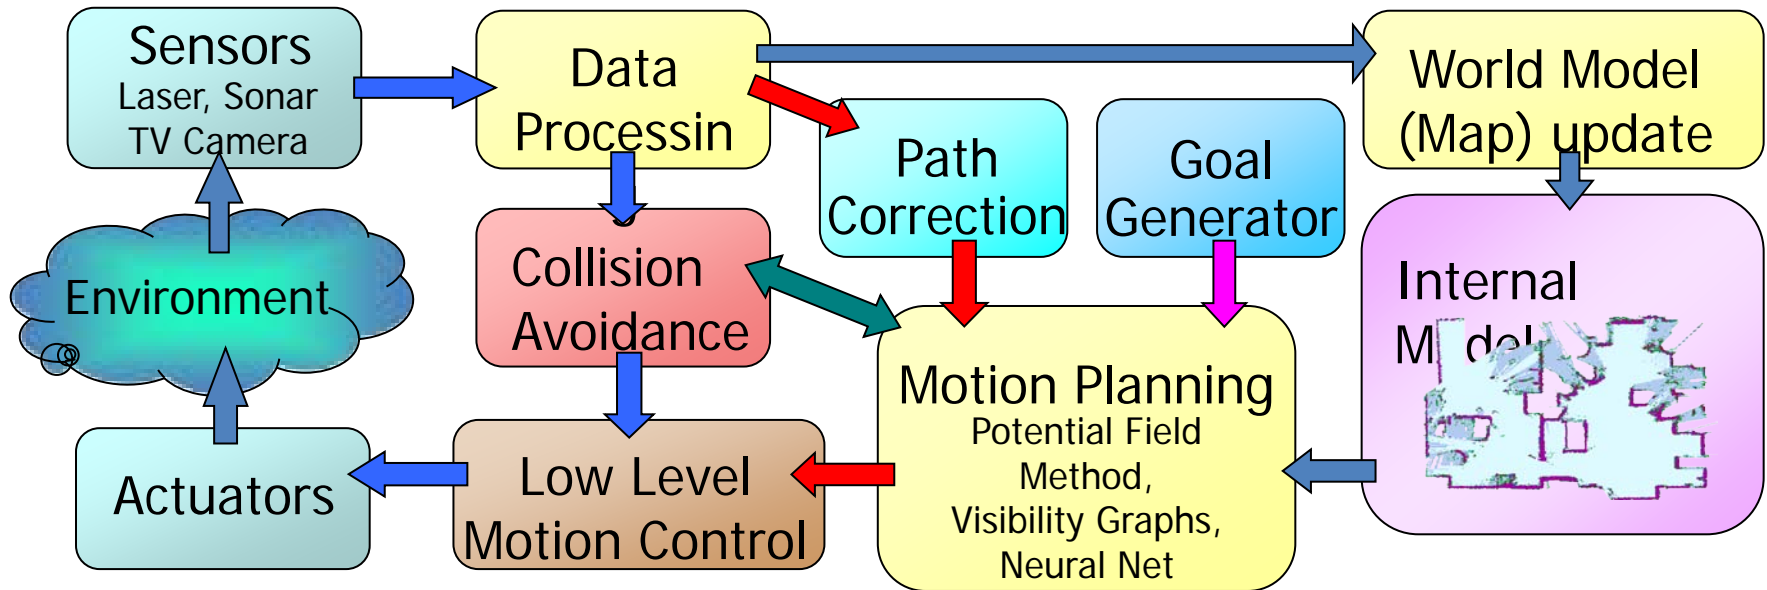 Sensors
Laser, Sonar
TV Camera
Data
Processin
g
World Model
(Map) update
Path
Correction
Goal
Generator
Environment
Collision
Avoidance
Internal
Model
Motion Planning
Potential Field
Method,
Visibility Graphs,
Neural Net
Actuators
Low Level
Motion Control